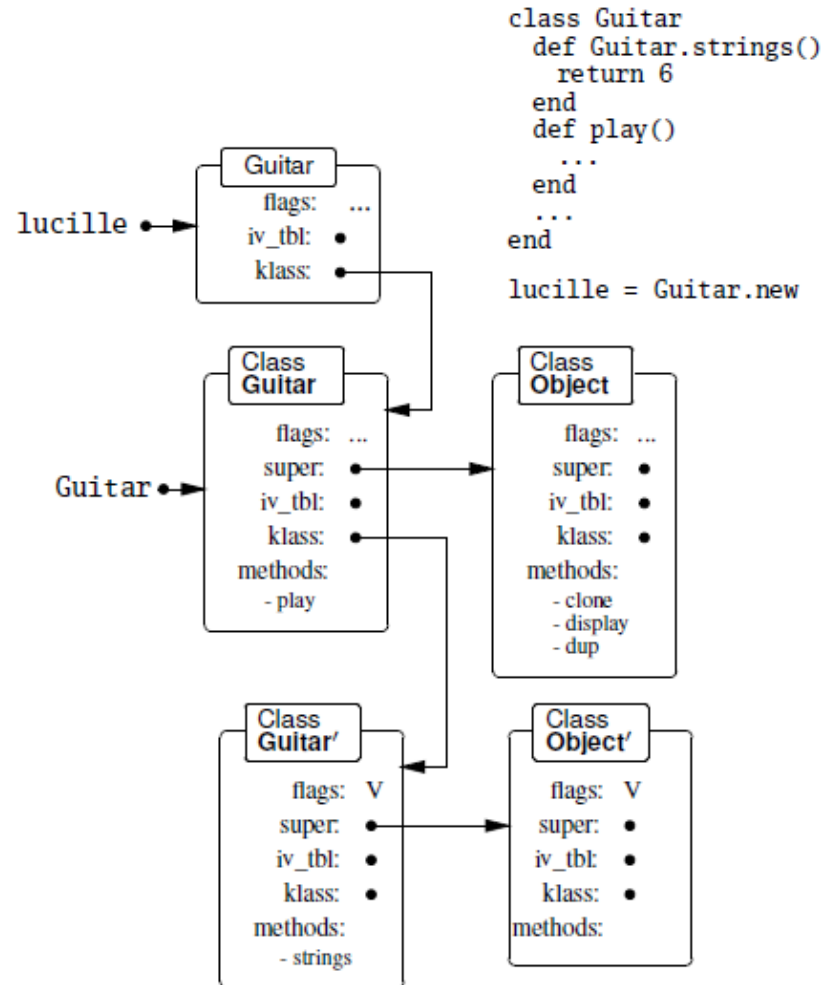 class Guitar
def Guitar.strings()
return 6
end
def play()
...
end
...
end
lucille = Guitar.new
lucille
Guitar
flags: ...
iv_tbl:
klass:
Guitar
Class
Guitar
flags: ...
super:
iv_tbl:
klass:
methods:
- play
Class
Object
flags: ...
super:
iv_tbl:
klass:
methods:
- clone
- display
- dup
Class
Guitar′
flags: V
super:
iv_tbl:
klass:
methods:
- strings
Class
Object′
flags: V
super:
iv_tbl:
klass:
methods: